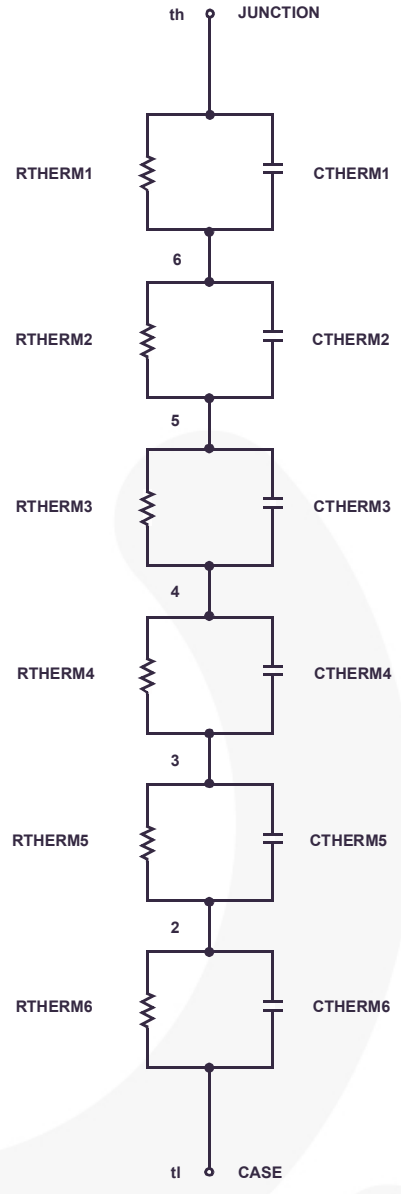 th JUNCTION
RTHERM1 CTHERM1
6
RTHERM2 CTHERM2
5
RTHERM3 CTHERM3
4
RTHERM4 CTHERM4
3
RTHERM5 CTHERM5
2
RTHERM6 CTHERM6
tl CASE